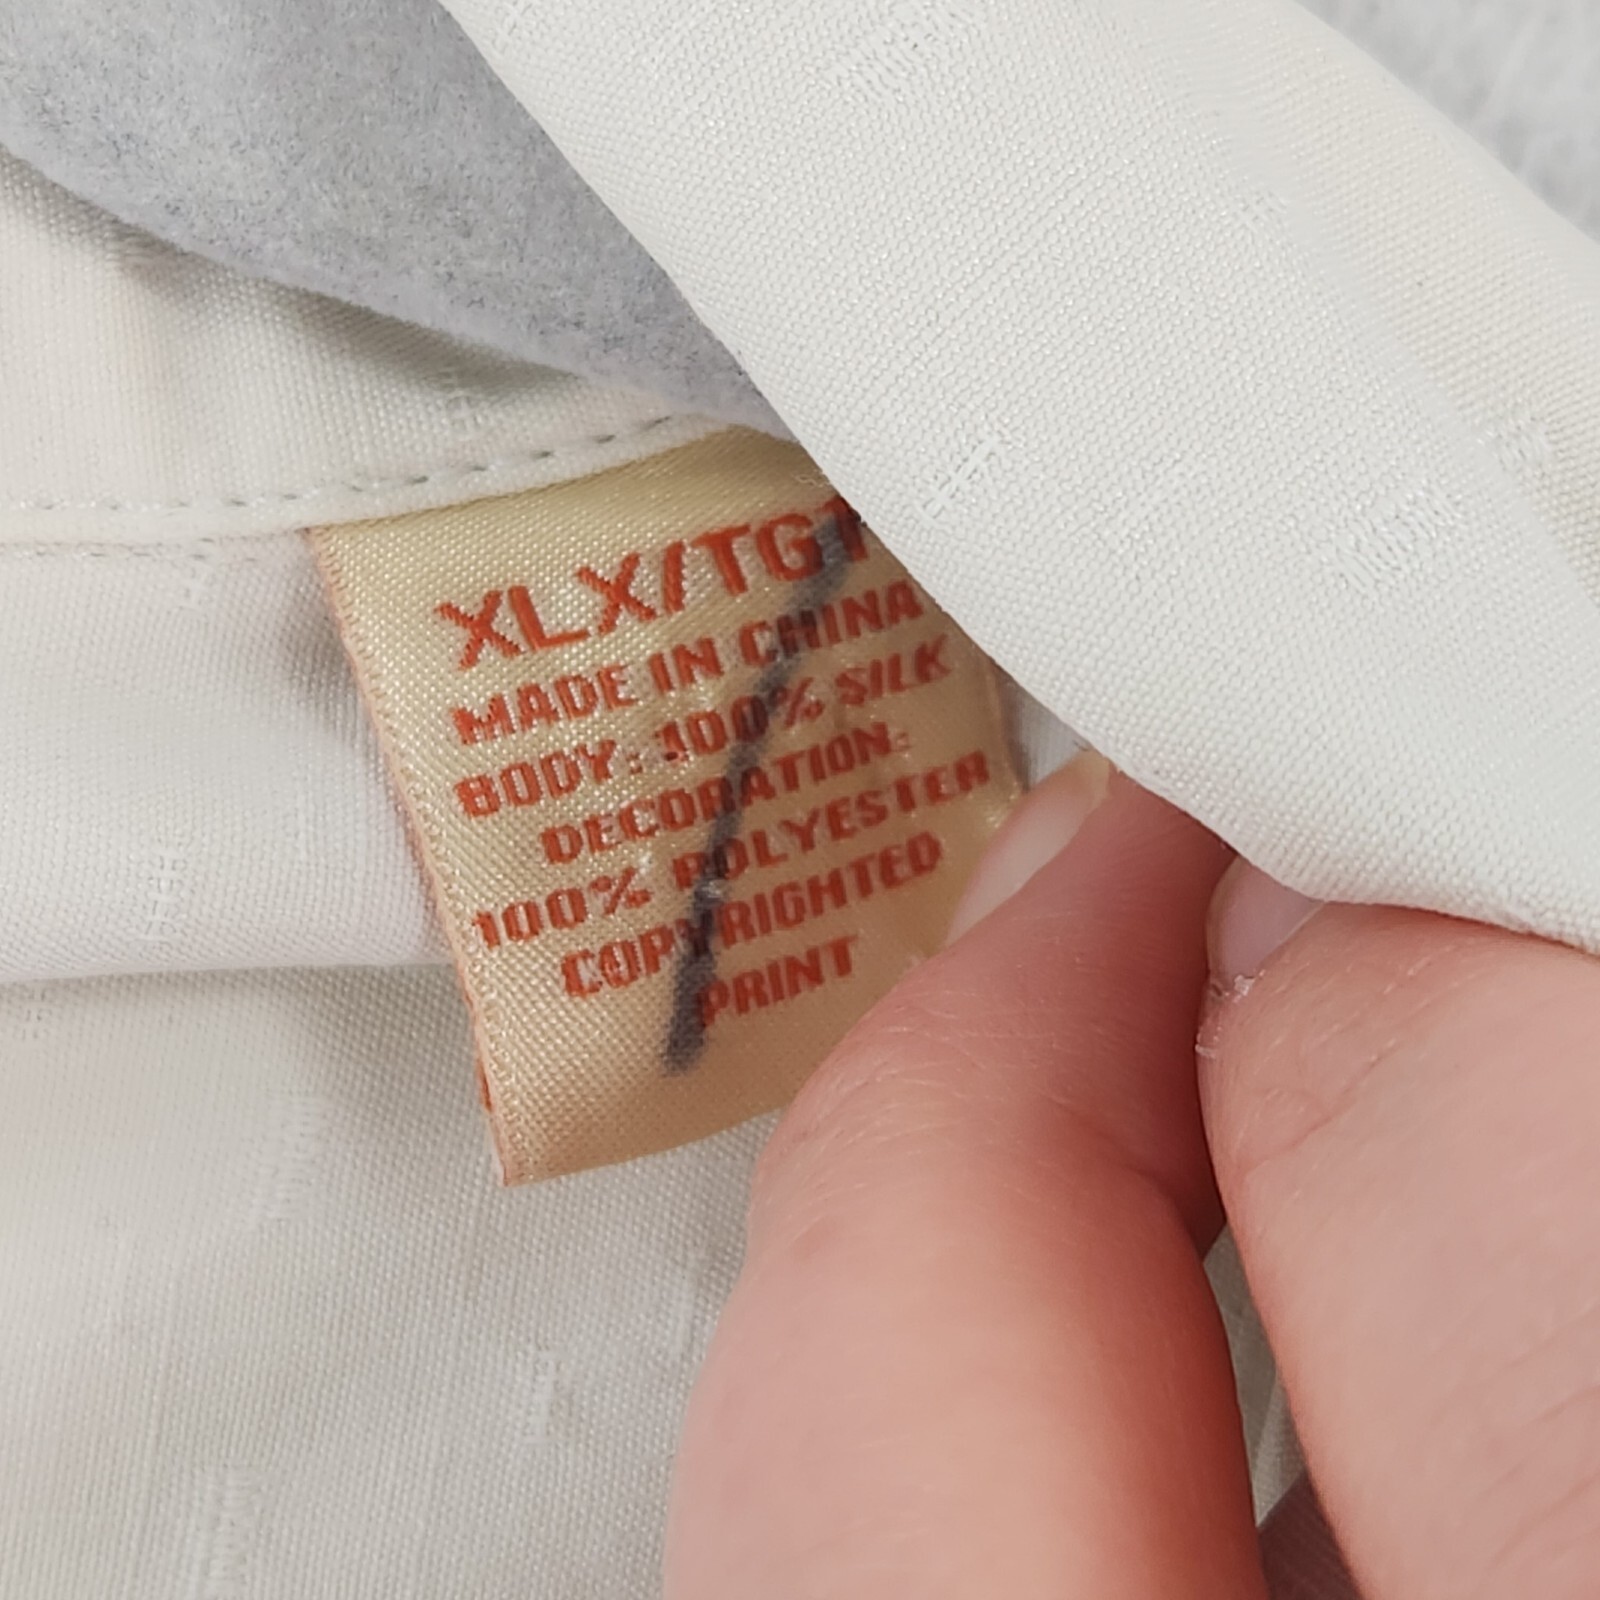 XLX/TGT
MADE IN CHINA
BODY: 100% SILK
DECORATION:
100% POLYESTER
COPYRIGHTED
PRINT